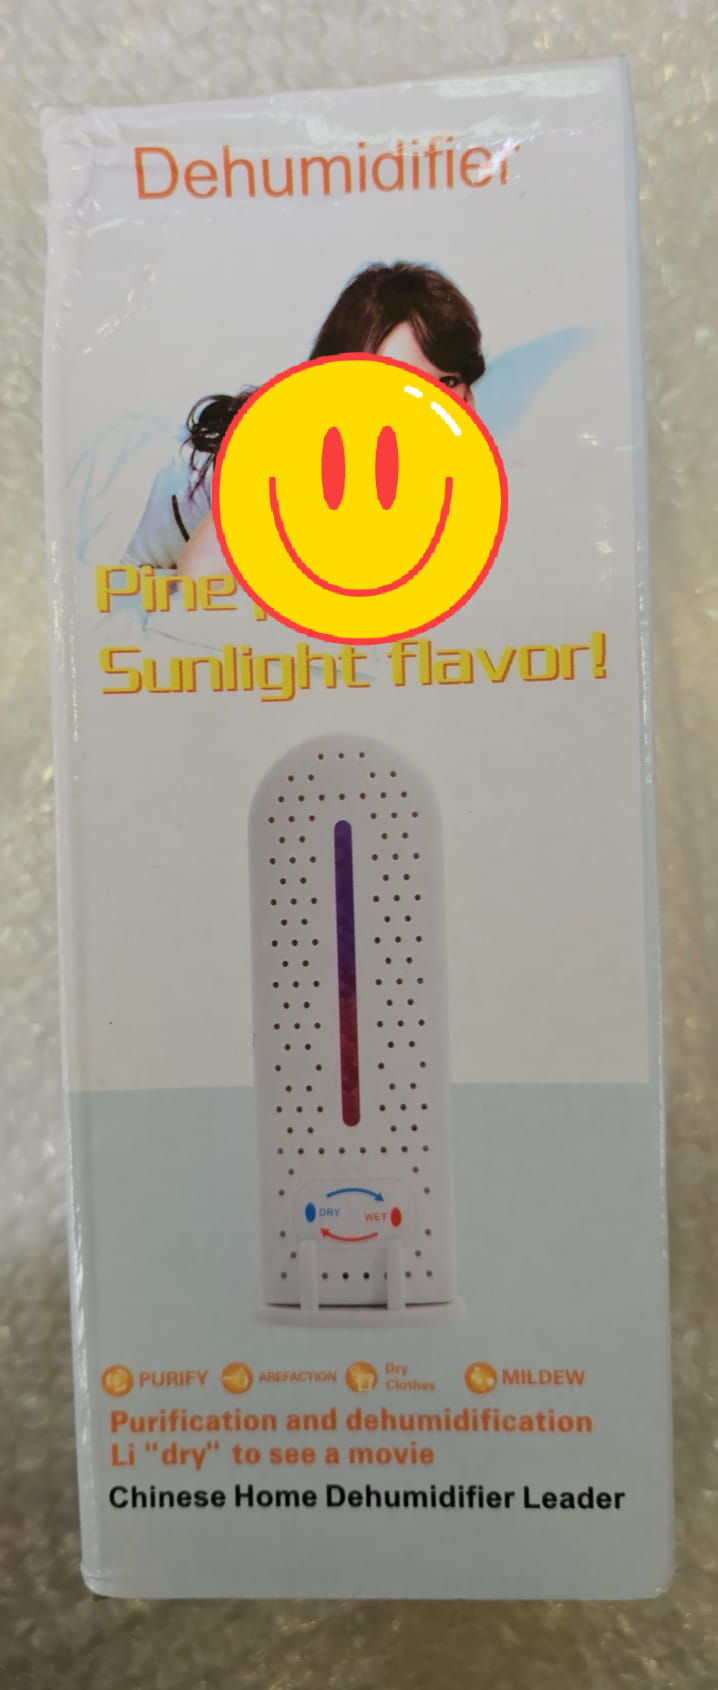 Dehumidifier
Pine
Sunlight flavor!
DRY
WET
PURIFY
AREFACTION
Dry
Clothes
MILDEW
Purification and dehumidification
Li "dry" to see a movie
Chinese Home Dehumidifier Leader